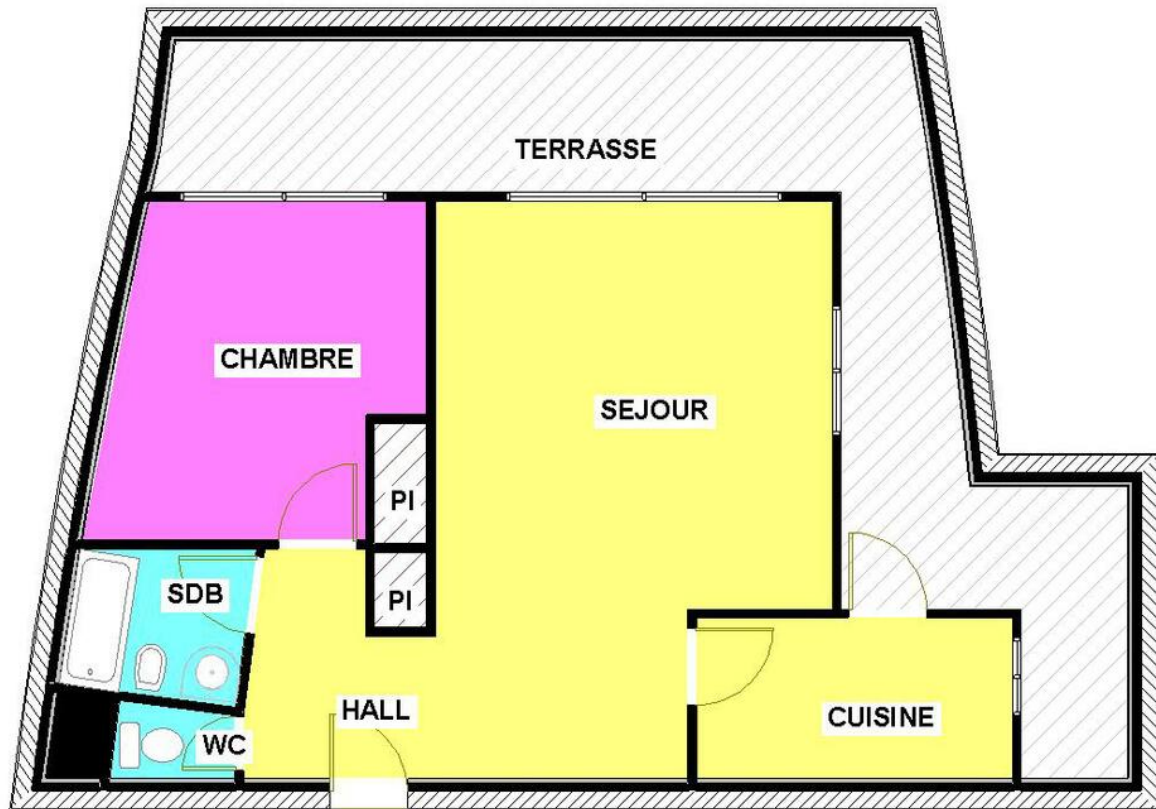 TERRASSE
CHAMBRE
SEJOUR
PI
PI
SDB
HALL
WC
CUISINE